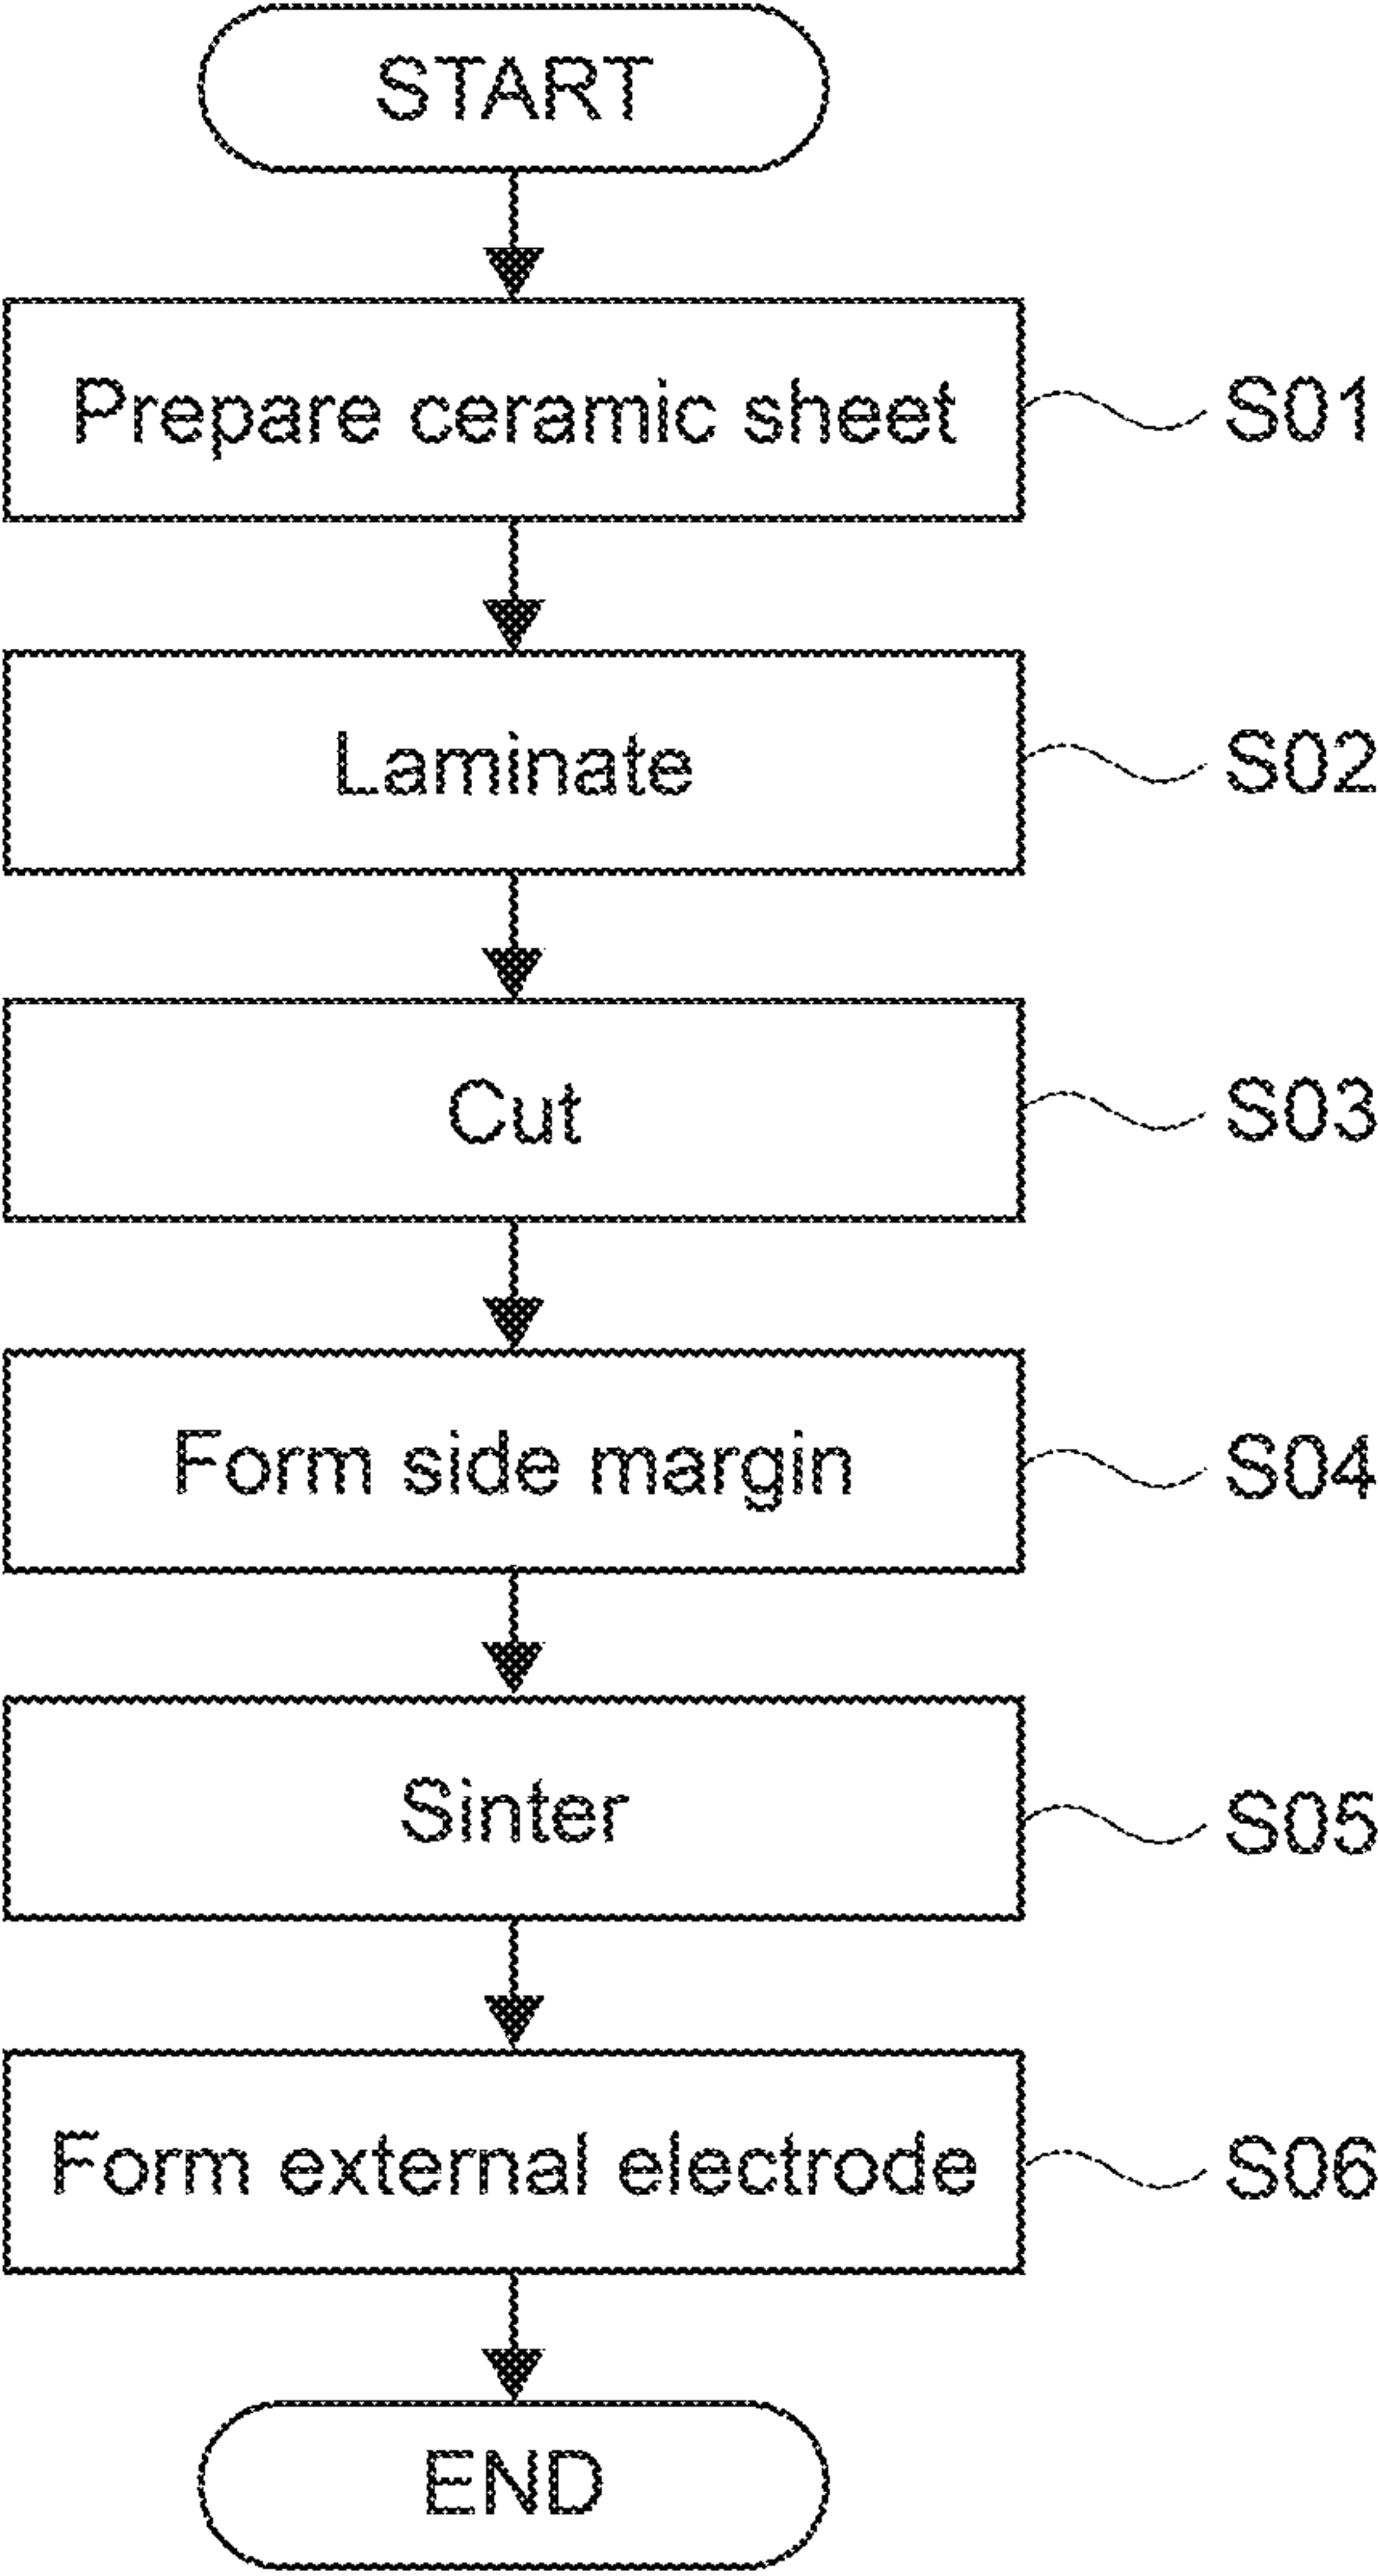 START
Prepare ceramic sheet S01
Laminate S02
Cut S03
Form side margin S04
Sinter S05
Form external electrode S06
END